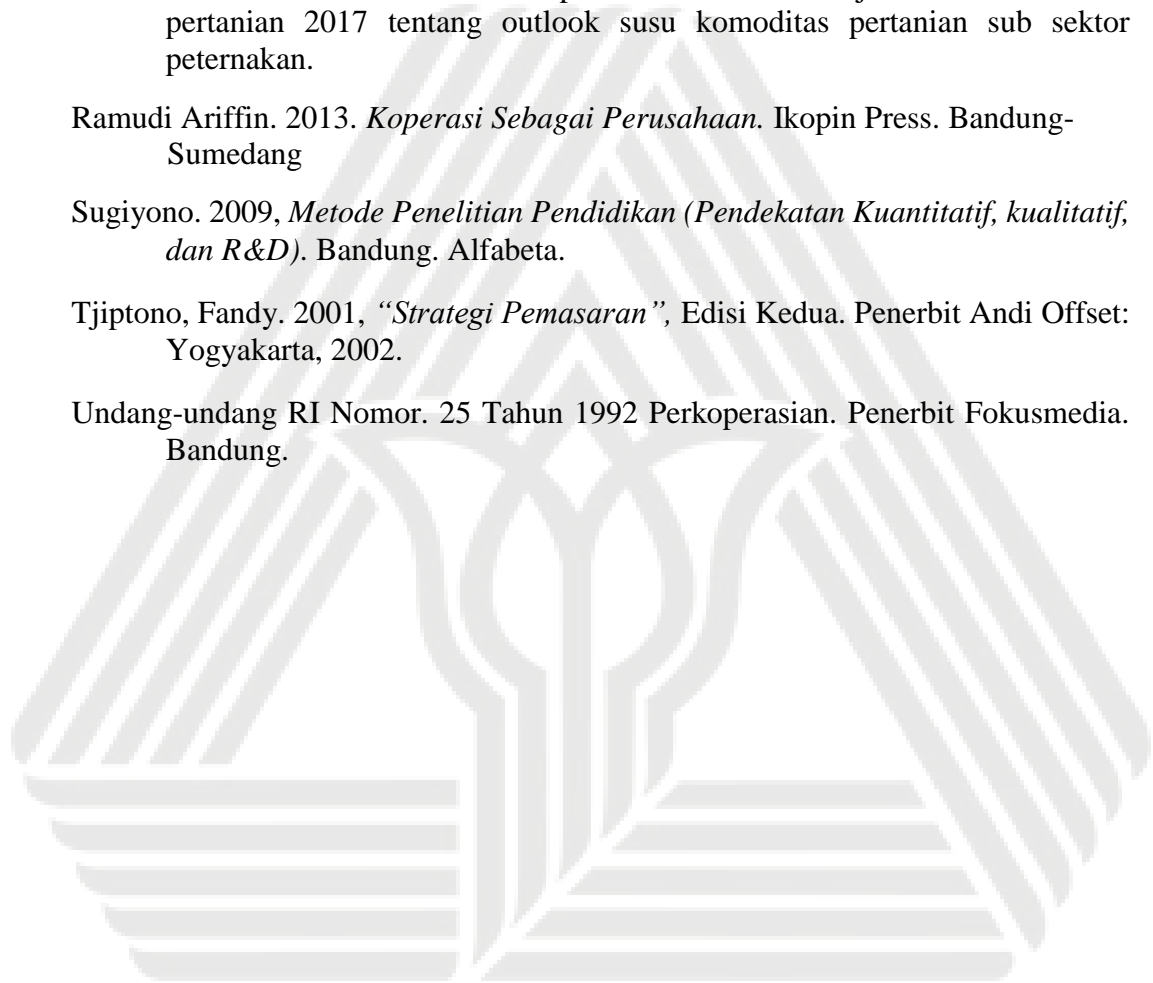 pertanian 2017 tentang outlook susu komoditas pertanian sub sektor
peternakan.
Ramudi Ariffin. 2013. Koperasi Sebagai Perusahaan. Ikopin Press. Bandung-
Sumedang
Sugiyono. 2009, Metode Penelitian Pendidikan (Pendekatan Kuantitatif, kualitatif,
dan R&D). Bandung. Alfabeta.
Tjiptono, Fandy. 2001, “Strategi Pemasaran”, Edisi Kedua. Penerbit Andi Offset:
Yogyakarta, 2002.
Undang-undang RI Nomor. 25 Tahun 1992 Perkoperasian. Penerbit Fokusmedia.
Bandung.